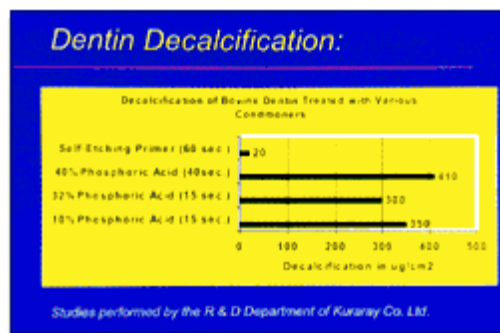 Dentin Decalcification:
Decalcification of Bovine Dentin Treated with Various
Conditioners
Self-Etching Primer (60 sec.) 20
40% Phosphoric Acid (40sec.) 410
32% Phosphoric Acid (15 sec.) 300
10% Phosphoric Acid (15 sec.) 350
0 100 200 300 400 500
Decalcification in ug/cm2
Studies performed by the R & D Department of Kuraray Co. Ltd.